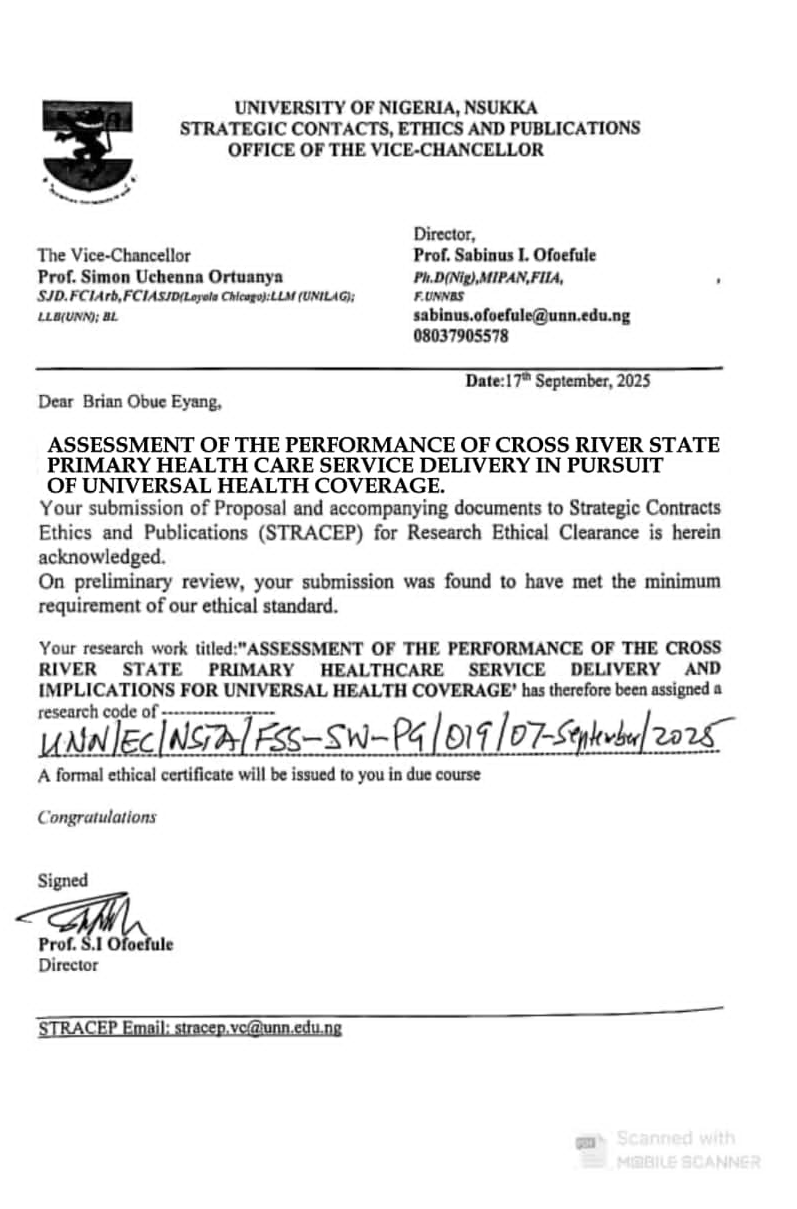 UNIVERSITY OF NIGERIA, NSUKKA
STRATEGIC CONTACTS, ETHICS AND PUBLICATIONS
OFFICE OF THE VICE-CHANCELLOR
The Vice-Chancellor
Prof. Simon Uchenna Ortuanya
SJD. FCIArb,FCIASJD(Loyola Chicago):LLM (UNILAG);
LLB(UNN); BL
Director,
Prof. Sabinus I. Ofoefule
Ph.D(Nig),MIPAN,FIIA,
F.UNNBS
sabinus.ofoefule@unn.edu.ng
08037905578
Date:17th September, 2025
Dear Brian Obue Eyang,
ASSESSMENT OF THE PERFORMANCE OF CROSS RIVER STATE
PRIMARY HEALTH CARE SERVICE DELIVERY IN PURSUIT
OF UNIVERSAL HEALTH COVERAGE.
Your submission of Proposal and accompanying documents to Strategic Contracts
Ethics and Publications (STRACEP) for Research Ethical Clearance is herein
acknowledged.
On preliminary review, your submission was found to have met the minimum
requirement of our ethical standard.
Your research work titled:"ASSESSMENT OF THE PERFORMANCE OF THE CROSS
RIVER STATE PRIMARY HEALTHCARE SERVICE DELIVERY AND
IMPLICATIONS FOR UNIVERSAL HEALTH COVERAGE' has therefore been assigned a
research code of --------------------
UNN/EC/NSTA/FSS-SW-PG/019/07-September/2025
A formal ethical certificate will be issued to you in due course
Congratulations
Signed
Prof. S.I Ofoefule
Director
STRACEP Email: stracep.vc@unn.edu.ng
PDF
Scanned with
MOBILE SCANNER